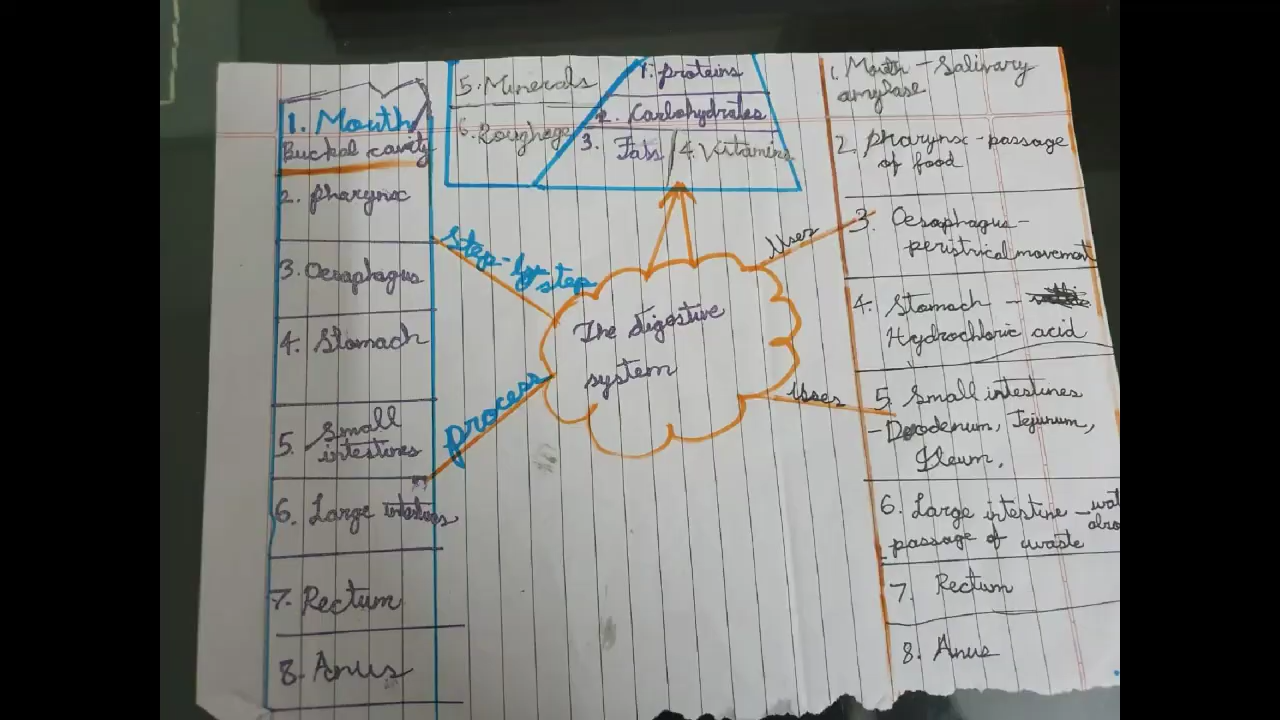 1. Mouth
Buckal cavity
2. pharynx
3. Oesophagus
4. Stomach
5. Small
intestines
6. Large intestines
7. Rectum
8. Anus
5. Minerals
6. Roughage
1. proteins
2. Carbohydrates
3. Fats / 4. Vitamins
Step-by-
step
process
The digestive
system
Uses
Uses
1. Mouth - Salivary
amylase
2. pharynx - passage
of food
3. Oesophagus -
peristrical movement
4. Stomach -
Hydrochloric acid
5. Small intestines
- Duodenum, Jejunum,
Ileum,
6. Large intestine -
passage of waste
7. Rectum
8. Anus